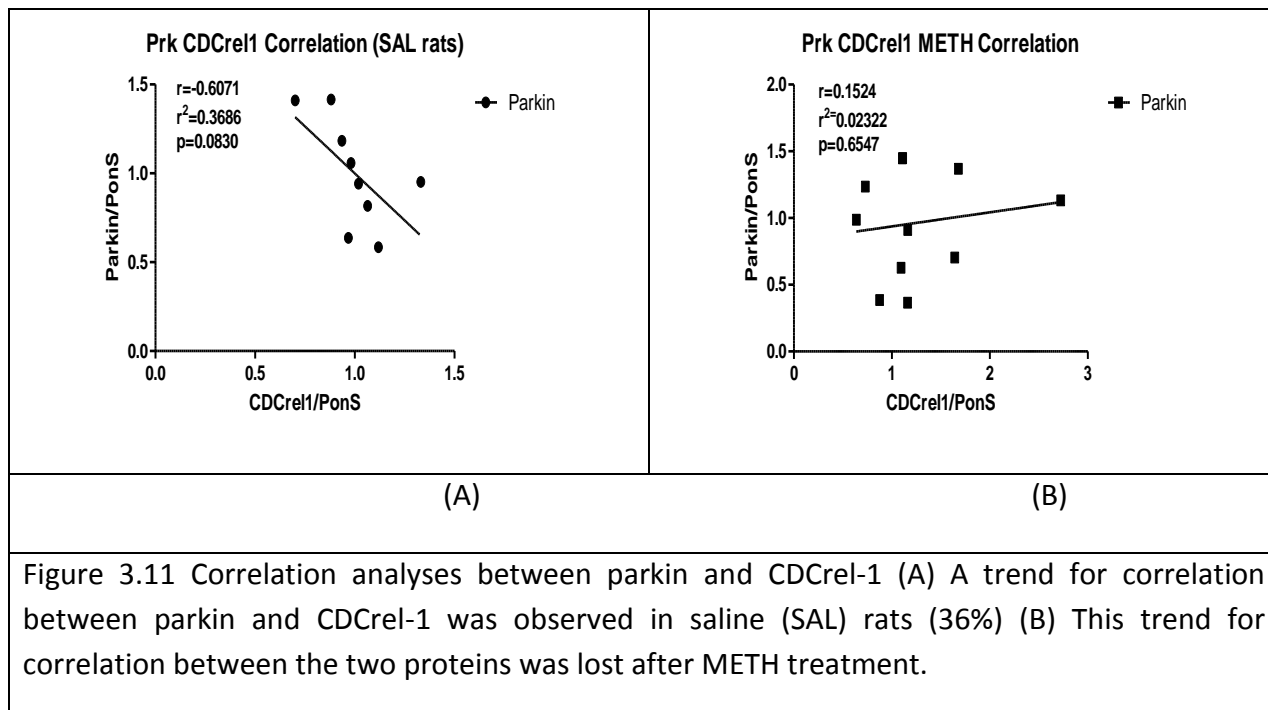 Prk CDCrel1 Correlation (SAL rats)
r=-0.6071
r²=0.3686
p=0.0830
Parkin
1.5
1.0
0.5
0.0
Parkin/PonS
0.0 0.5 1.0 1.5
CDCrel1/PonS
Prk CDCrel1 METH Correlation
r=0.1524
r²⁼0.02322
p=0.6547
Parkin
2.0
1.5
1.0
0.5
0.0
Parkin/PonS
0 1 2 3
CDCrel1/PonS
(A) (B)
Figure 3.11 Correlation analyses between parkin and CDCrel-1 (A) A trend for correlation
between parkin and CDCrel-1 was observed in saline (SAL) rats (36%) (B) This trend for
correlation between the two proteins was lost after METH treatment.